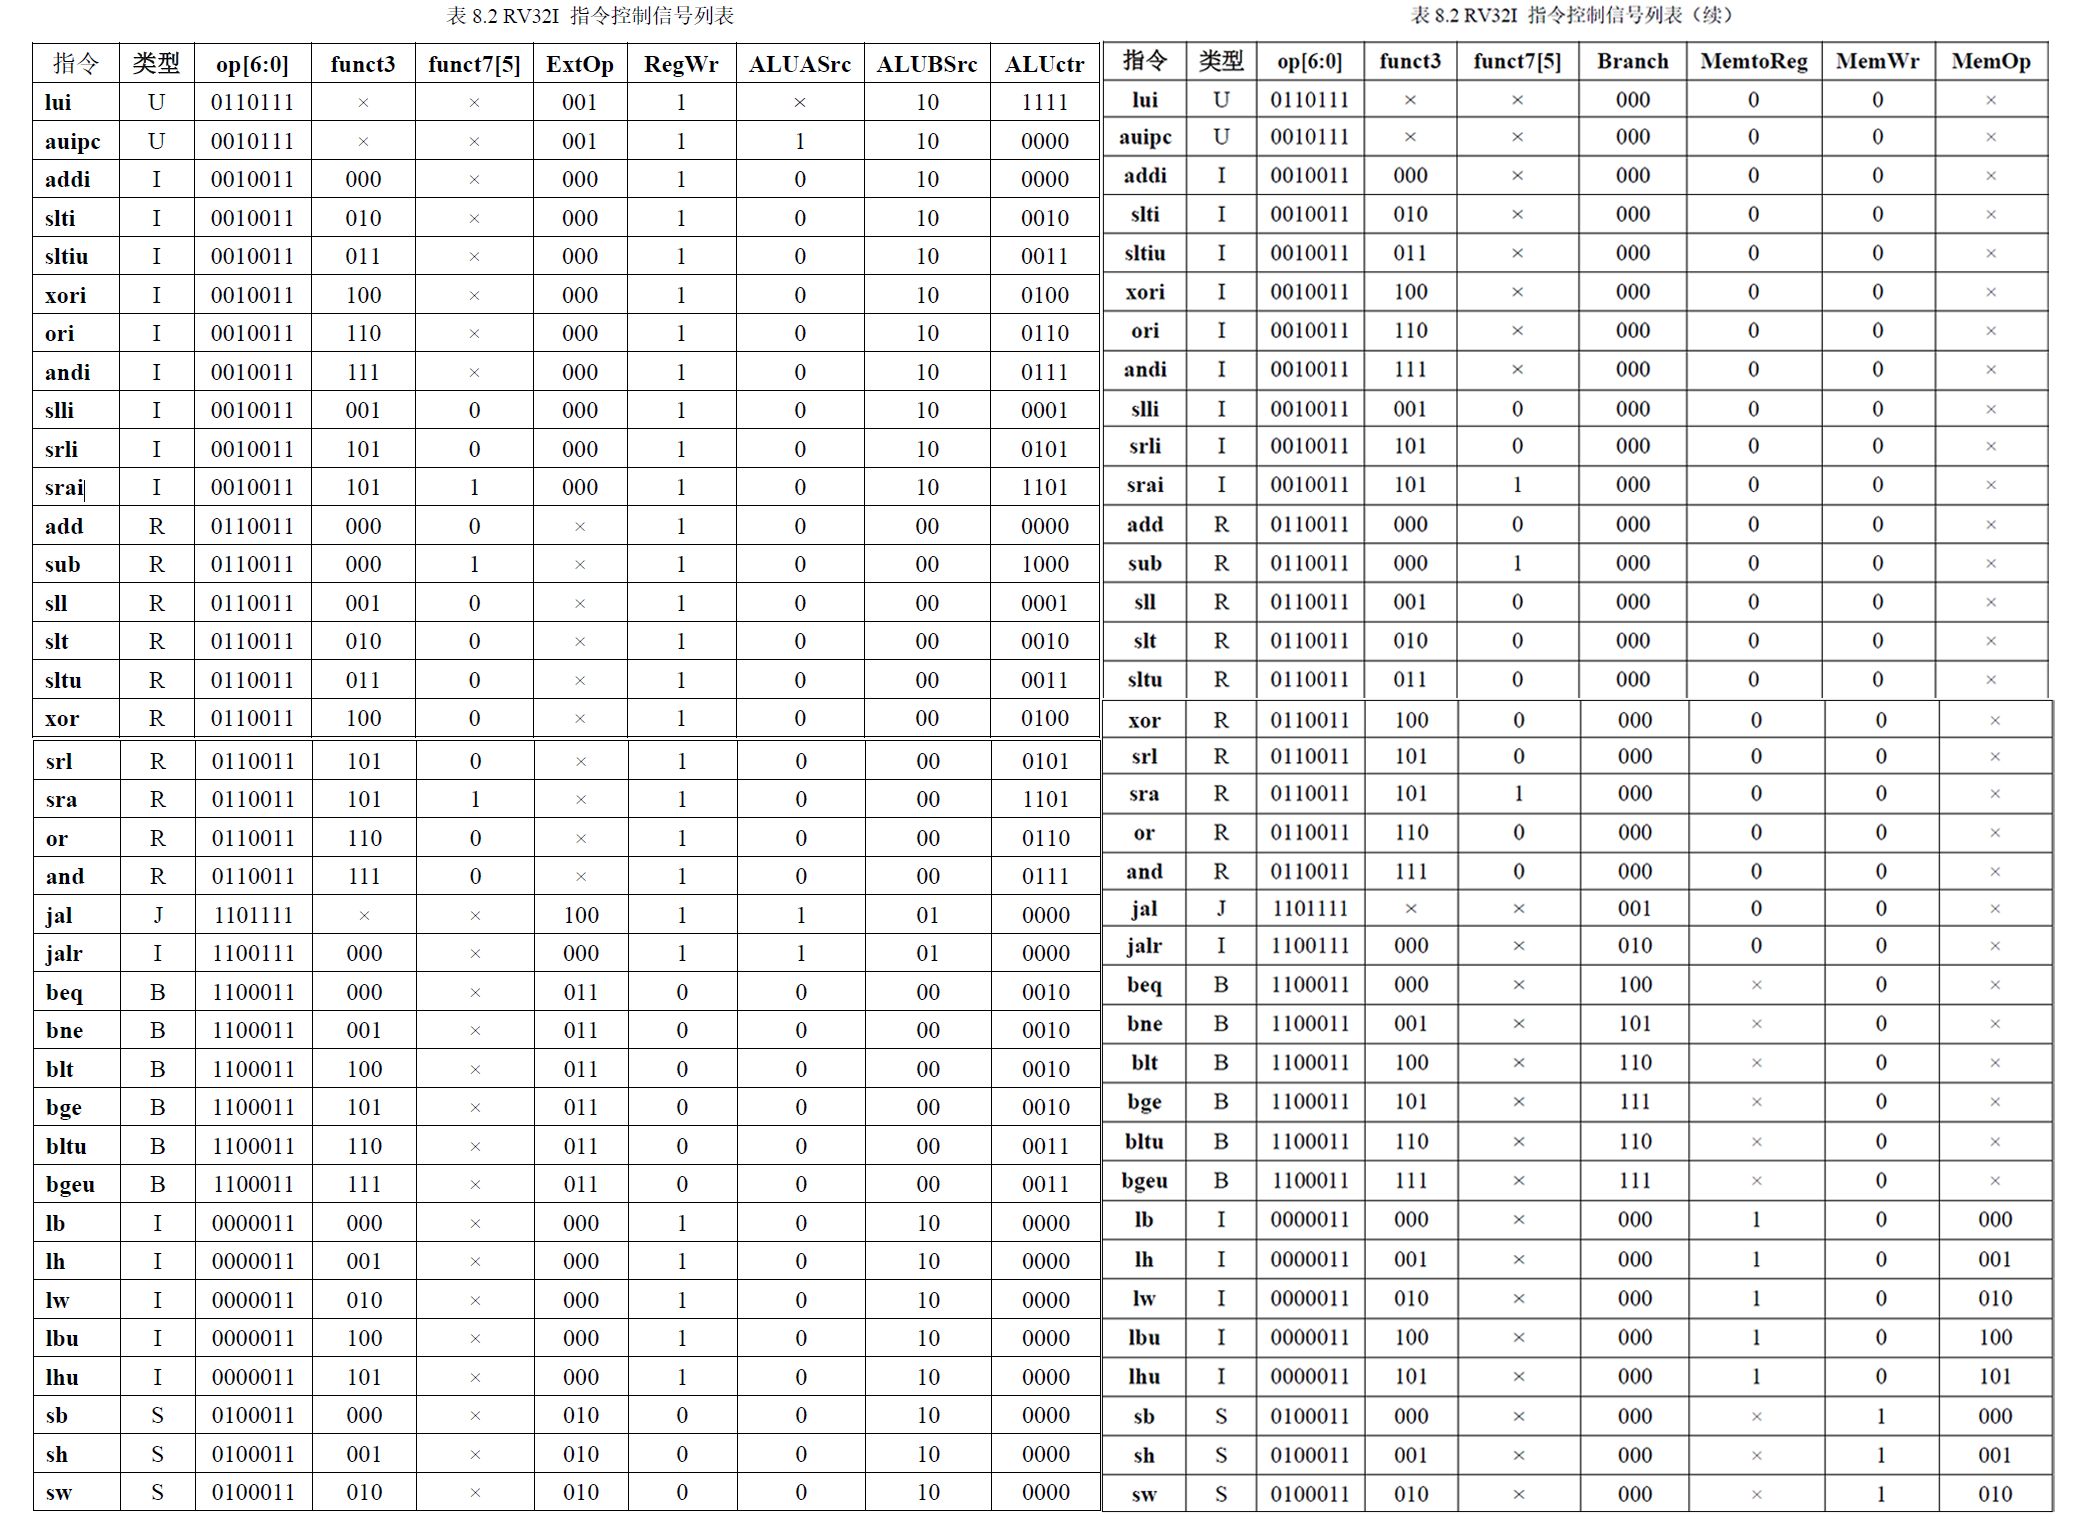 表 8.2 RV32I 指令控制信号列表
指令 类型 op[6:0] funct3 funct7[5] ExtOp RegWr ALUASrc ALUBSrc ALUctr
lui U 0110111 × × 001 1 × 10 1111
auipc U 0010111 × × 001 1 1 10 0000
addi I 0010011 000 × 000 1 0 10 0000
slti I 0010011 010 × 000 1 0 10 0010
sltiu I 0010011 011 × 000 1 0 10 0011
xori I 0010011 100 × 000 1 0 10 0100
ori I 0010011 110 × 000 1 0 10 0110
andi I 0010011 111 × 000 1 0 10 0111
slli I 0010011 001 0 000 1 0 10 0001
srli I 0010011 101 0 000 1 0 10 0101
srai I 0010011 101 1 000 1 0 10 1101
add R 0110011 000 0 × 1 0 00 0000
sub R 0110011 000 1 × 1 0 00 1000
sll R 0110011 001 0 × 1 0 00 0001
slt R 0110011 010 0 × 1 0 00 0010
sltu R 0110011 011 0 × 1 0 00 0011
xor R 0110011 100 0 × 1 0 00 0100
srl R 0110011 101 0 × 1 0 00 0101
sra R 0110011 101 1 × 1 0 00 1101
or R 0110011 110 0 × 1 0 00 0110
and R 0110011 111 0 × 1 0 00 0111
jal J 1101111 × × 100 1 1 01 0000
jalr I 1100111 000 × 000 1 1 01 0000
beq B 1100011 000 × 011 0 0 00 0010
bne B 1100011 001 × 011 0 0 00 0010
blt B 1100011 100 × 011 0 0 00 0010
bge B 1100011 101 × 011 0 0 00 0010
bltu B 1100011 110 × 011 0 0 00 0011
bgeu B 1100011 111 × 011 0 0 00 0011
lb I 0000011 000 × 000 1 0 10 0000
lh I 0000011 001 × 000 1 0 10 0000
lw I 0000011 010 × 000 1 0 10 0000
lbu I 0000011 100 × 000 1 0 10 0000
lhu I 0000011 101 × 000 1 0 10 0000
sb S 0100011 000 × 010 0 0 10 0000
sh S 0100011 001 × 010 0 0 10 0000
sw S 0100011 010 × 010 0 0 10 0000
表 8.2 RV32I 指令控制信号列表（续）
指令 类型 op[6:0] funct3 funct7[5] Branch MemtoReg MemWr MemOp
lui U 0110111 × × 000 0 0 ×
auipc U 0010111 × × 000 0 0 ×
addi I 0010011 000 × 000 0 0 ×
slti I 0010011 010 × 000 0 0 ×
sltiu I 0010011 011 × 000 0 0 ×
xori I 0010011 100 × 000 0 0 ×
ori I 0010011 110 × 000 0 0 ×
andi I 0010011 111 × 000 0 0 ×
slli I 0010011 001 0 000 0 0 ×
srli I 0010011 101 0 000 0 0 ×
srai I 0010011 101 1 000 0 0 ×
add R 0110011 000 0 000 0 0 ×
sub R 0110011 000 1 000 0 0 ×
sll R 0110011 001 0 000 0 0 ×
slt R 0110011 010 0 000 0 0 ×
sltu R 0110011 011 0 000 0 0 ×
xor R 0110011 100 0 000 0 0 ×
srl R 0110011 101 0 000 0 0 ×
sra R 0110011 101 1 000 0 0 ×
or R 0110011 110 0 000 0 0 ×
and R 0110011 111 0 000 0 0 ×
jal J 1101111 × × 001 0 0 ×
jalr I 1100111 000 × 010 0 0 ×
beq B 1100011 000 × 100 × 0 ×
bne B 1100011 001 × 101 × 0 ×
blt B 1100011 100 × 110 × 0 ×
bge B 1100011 101 × 111 × 0 ×
bltu B 1100011 110 × 110 × 0 ×
bgeu B 1100011 111 × 111 × 0 ×
lb I 0000011 000 × 000 1 0 000
lh I 0000011 001 × 000 1 0 001
lw I 0000011 010 × 000 1 0 010
lbu I 0000011 100 × 000 1 0 100
lhu I 0000011 101 × 000 1 0 101
sb S 0100011 000 × 000 × 1 000
sh S 0100011 001 × 000 × 1 001
sw S 0100011 010 × 000 × 1 010